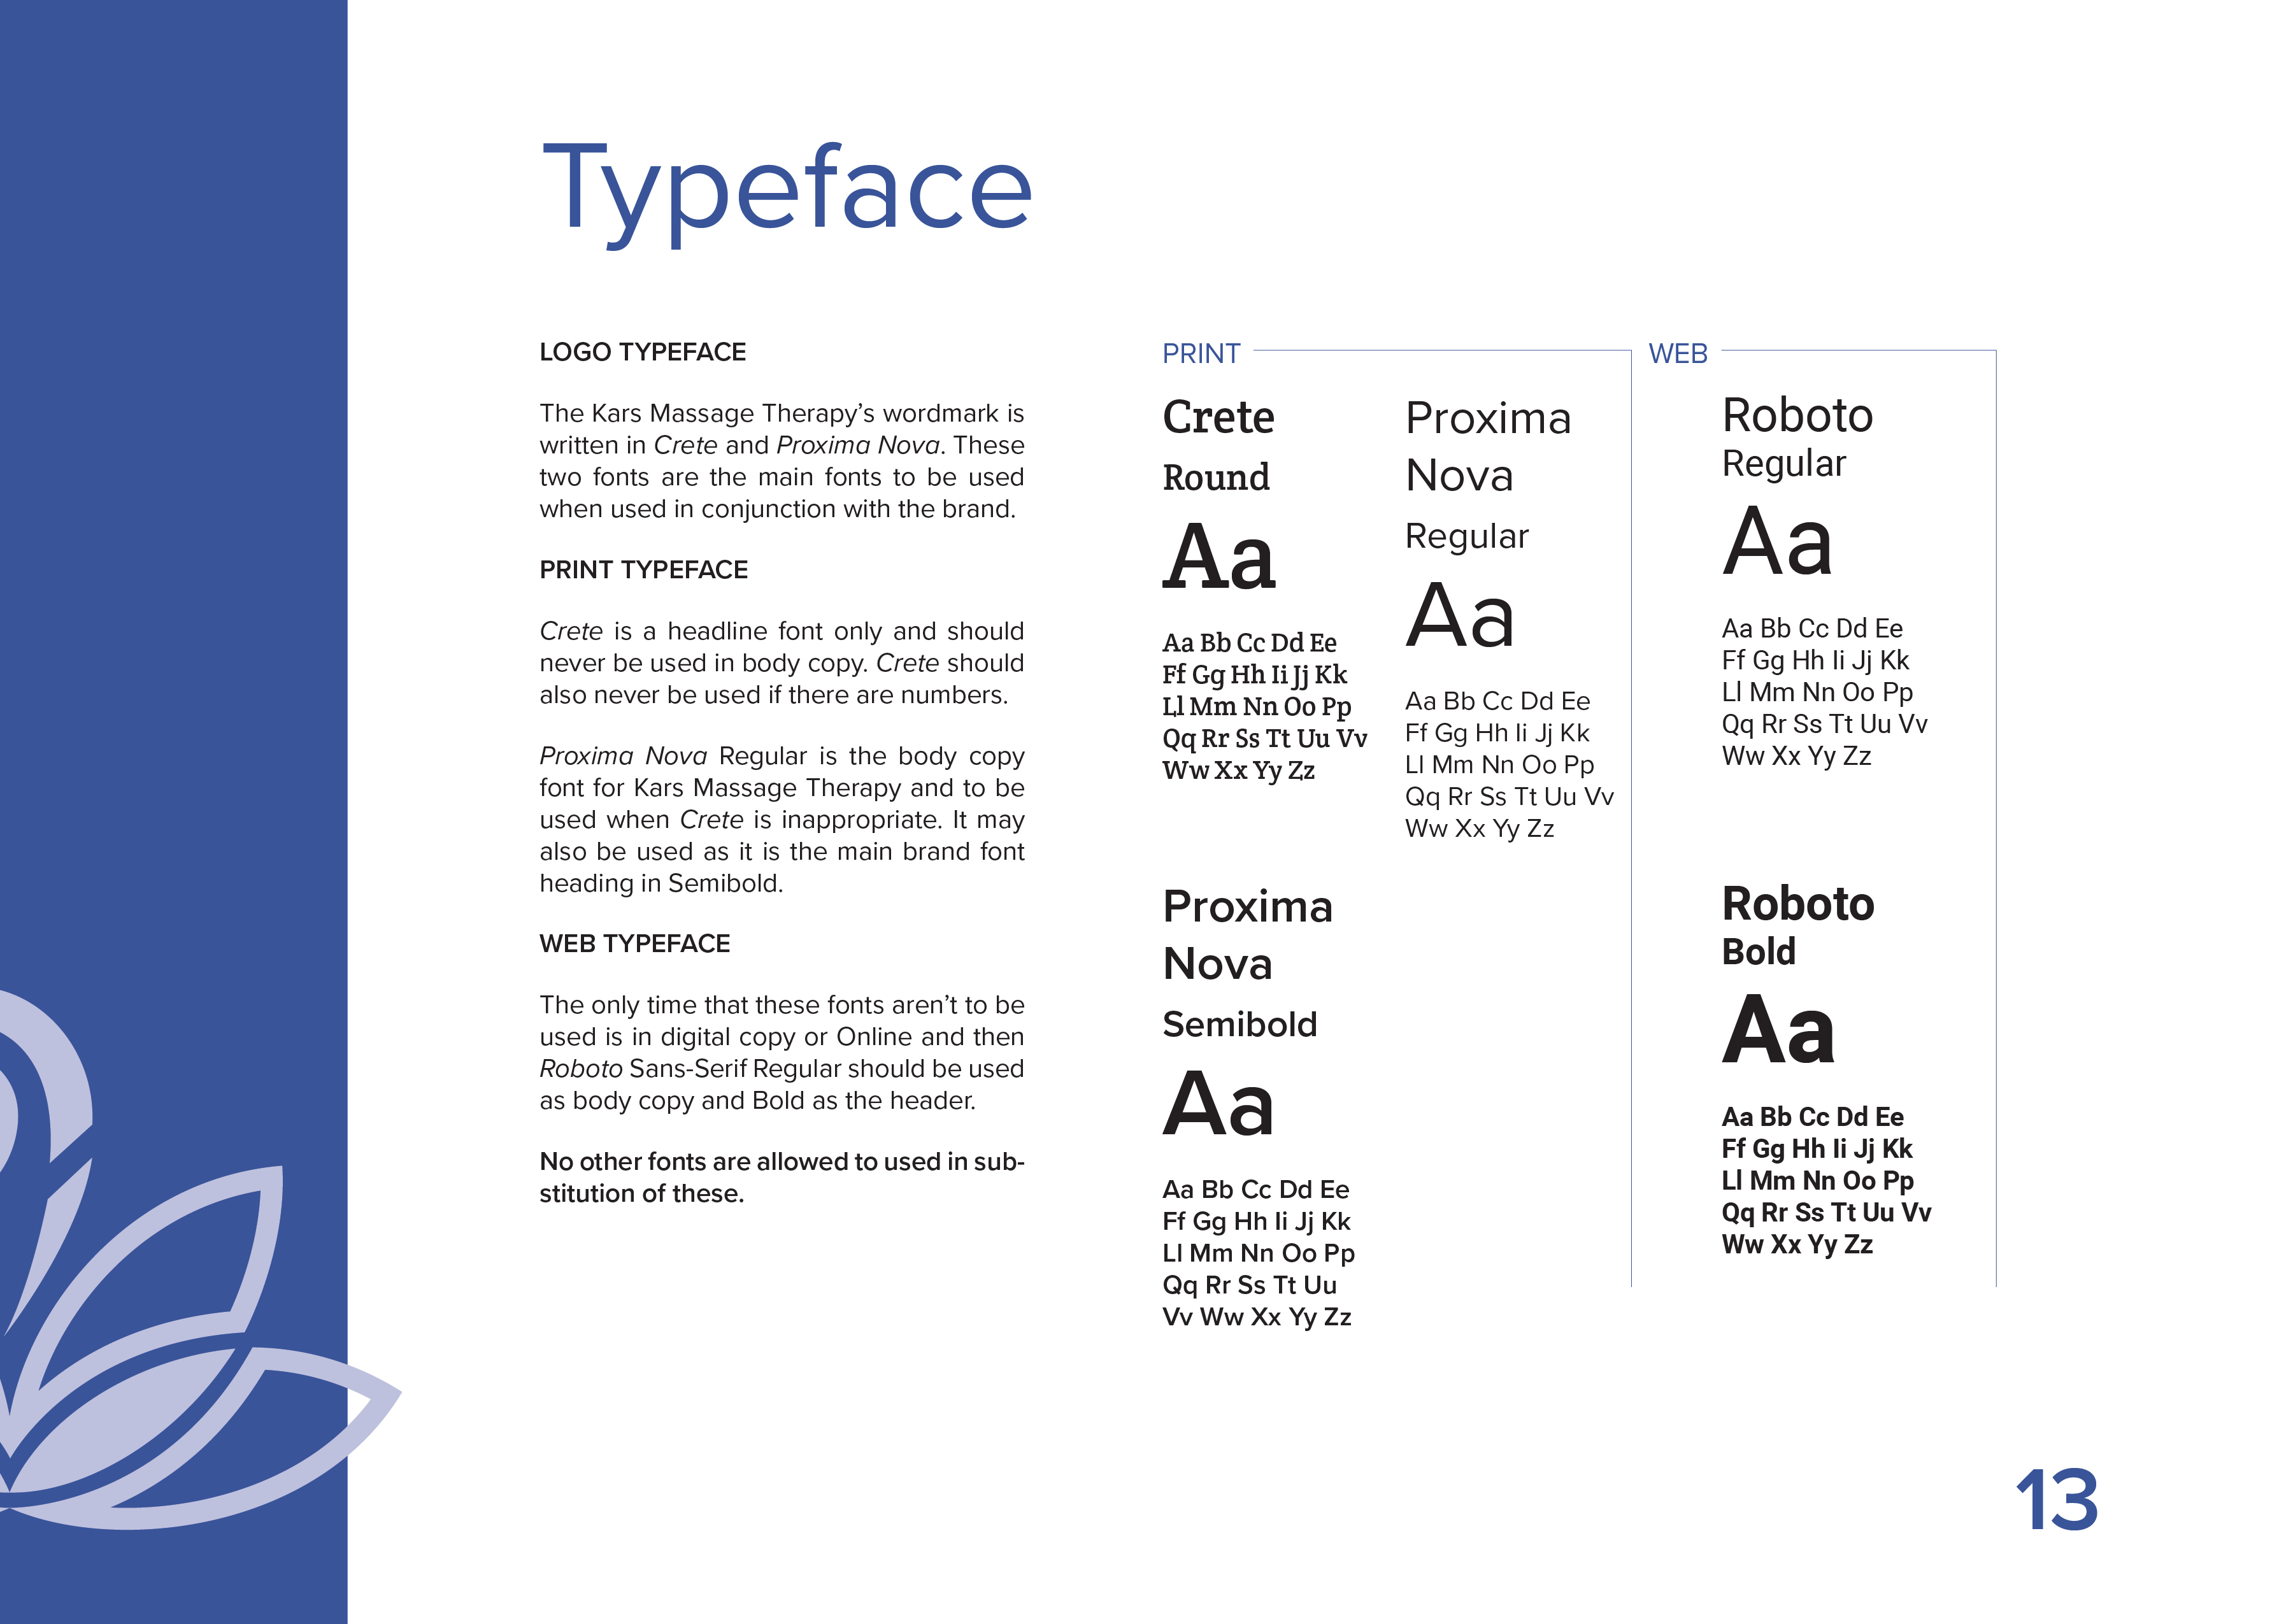 Typeface
LOGO TYPEFACE
The Kars Massage Therapy’s wordmark is
written in Crete and Proxima Nova. These
two fonts are the main fonts to be used
when used in conjunction with the brand.
PRINT TYPEFACE
Crete is a headline font only and should
never be used in body copy. Crete should
also never be used if there are numbers.
Proxima Nova Regular is the body copy
font for Kars Massage Therapy and to be
used when Crete is inappropriate. It may
also be used as it is the main brand font
heading in Semibold.
WEB TYPEFACE
The only time that these fonts aren’t to be
used is in digital copy or Online and then
Roboto Sans-Serif Regular should be used
as body copy and Bold as the header.
No other fonts are allowed to used in sub-
stitution of these.
PRINT
Crete
Round
Aa
Aa Bb Cc Dd Ee
Ff Gg Hh Ii Jj Kk
Ll Mm Nn Oo Pp
Qq Rr Ss Tt Uu Vv
Ww Xx Yy Zz
Proxima
Nova
Regular
Aa
Aa Bb Cc Dd Ee
Ff Gg Hh Ii Jj Kk
Ll Mm Nn Oo Pp
Qq Rr Ss Tt Uu Vv
Ww Xx Yy Zz
Proxima
Nova
Semibold
Aa
Aa Bb Cc Dd Ee
Ff Gg Hh Ii Jj Kk
Ll Mm Nn Oo Pp
Qq Rr Ss Tt Uu
Vv Ww Xx Yy Zz
WEB
Roboto
Regular
Aa
Aa Bb Cc Dd Ee
Ff Gg Hh Ii Jj Kk
Ll Mm Nn Oo Pp
Qq Rr Ss Tt Uu Vv
Ww Xx Yy Zz
Roboto
Bold
Aa
Aa Bb Cc Dd Ee
Ff Gg Hh Ii Jj Kk
Ll Mm Nn Oo Pp
Qq Rr Ss Tt Uu Vv
Ww Xx Yy Zz
13